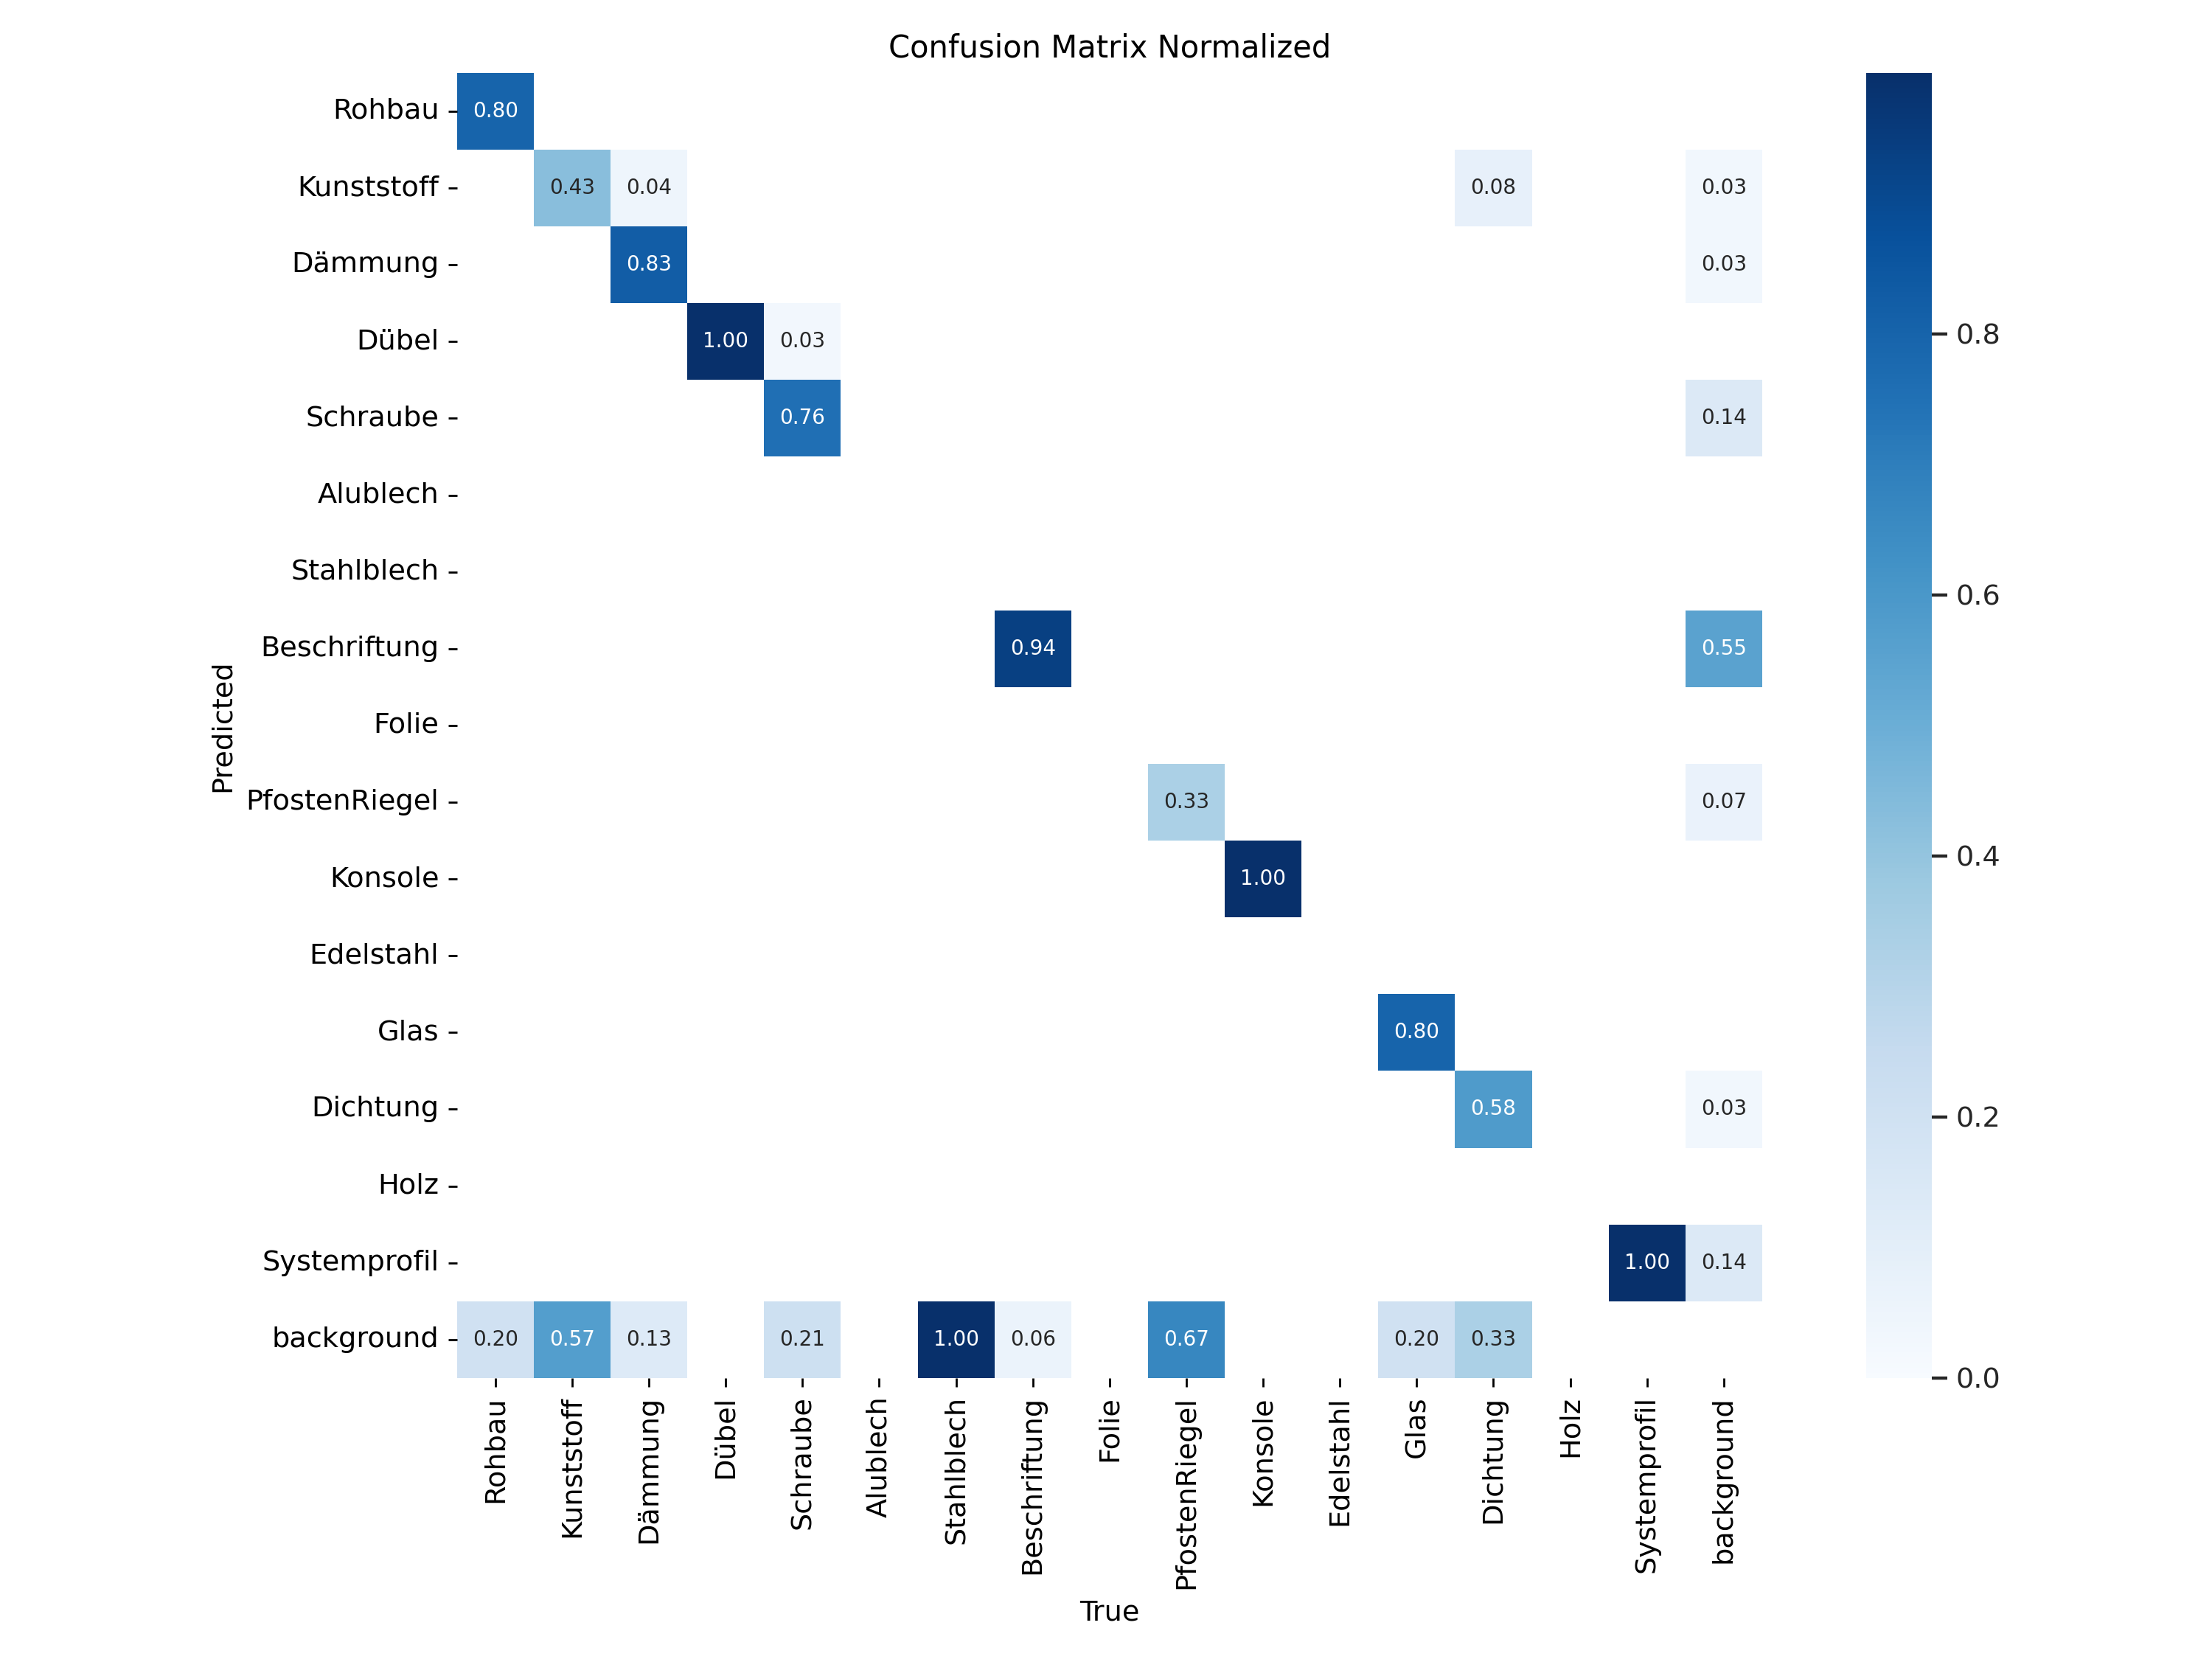 Confusion Matrix Normalized
Rohbau
0.80
Kunststoff
0.43
0.04
0.08
0.03
Dämmung
0.83
0.03
Dübel
1.00
0.03
Schraube
0.76
0.14
Alublech
Stahlblech
Beschriftung
0.94
0.55
Folie
PfostenRiegel
0.33
0.07
Konsole
1.00
Edelstahl
Glas
0.80
Dichtung
0.58
0.03
Holz
Systemprofil
1.00
0.14
background
0.20
0.57
0.13
0.21
1.00
0.06
0.67
0.20
0.33
Predicted
Rohbau
Kunststoff
Dämmung
Dübel
Schraube
Alublech
Stahlblech
Beschriftung
Folie
PfostenRiegel
Konsole
Edelstahl
Glas
Dichtung
Holz
Systemprofil
background
True
0.8
0.6
0.4
0.2
0.0